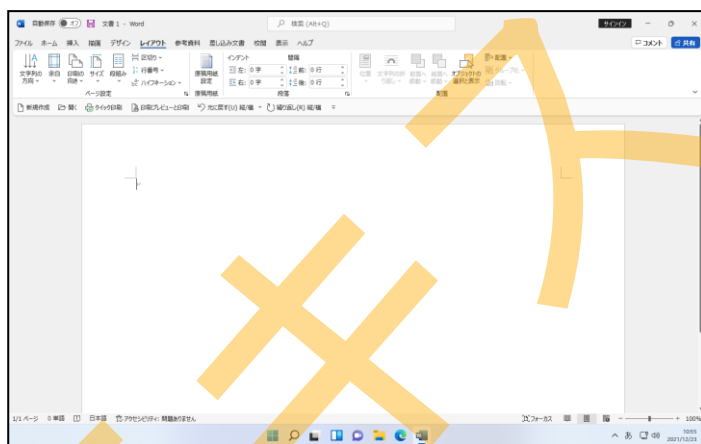 自動保存 オフ 文書 1 - Word 検索 (Alt+Q) サインイン
ファイル ホーム 挿入 描画 デザイン レイアウト 参考資料 差し込み文書 校閲 表示 ヘルプ コメント 共有
文字列の方向 余白 印刷の向き サイズ 段組み 区切り 行番号 ハイフネーション 原稿用紙設定 インデント 左: 0 字 右: 0 字 間隔 前: 0 行 後: 0 行 位置 文字列の折り返し 前面へ移動 背面へ移動 オブジェクトの選択と表示 配置 グループ化 回転
ページ設定 原稿用紙 段落 配置
新規作成 開く クイック印刷 印刷プレビューと印刷 元に戻す(U) 縦/横 繰り返し(R) 縦/横
1/1 ページ 0 単語 日本語 アクセシビリティ: 問題ありません フォーカス 100%
あ 10:55
2021/12/23